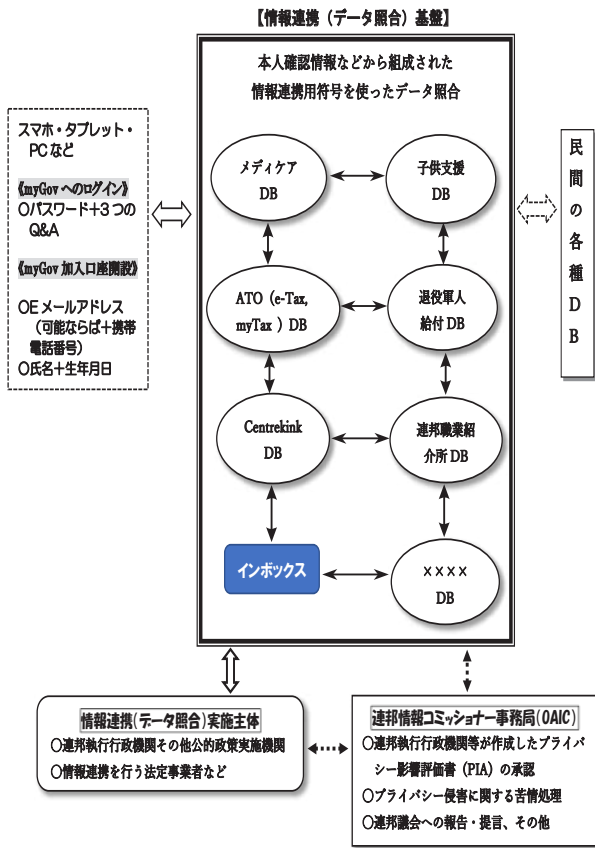 【情報連携（データ照合）基盤】
本人確認情報などから組成された
情報連携用符号を使ったデータ照合
スマホ・タブレット・
PCなど
《myGovへのログイン》
〇パスワード＋3つの
Q&A
《myGov 加入口座開設》
〇Eメールアドレス
（可能ならば＋携帯
電話番号）
〇氏名＋生年月日
メディケア
DB
子供支援
DB
ATO（e-Tax,
myTax ）DB
退役軍人
給付 DB
Centrekink
DB
連邦職業紹
介所 DB
インボックス
××××
DB
民間の各種DB
情報連携(データ照合)実施主体
〇連邦執行行政機関その他公的政策実施機関
〇情報連携を行う法定事業者など
連邦情報コミッショナー事務局(OAIC)
〇連邦執行行政機関等が作成したプライバ
シー影響評価書（PIA）の承認
〇プライバシー侵害に関する苦情処理
〇連邦議会への報告・提言、その他